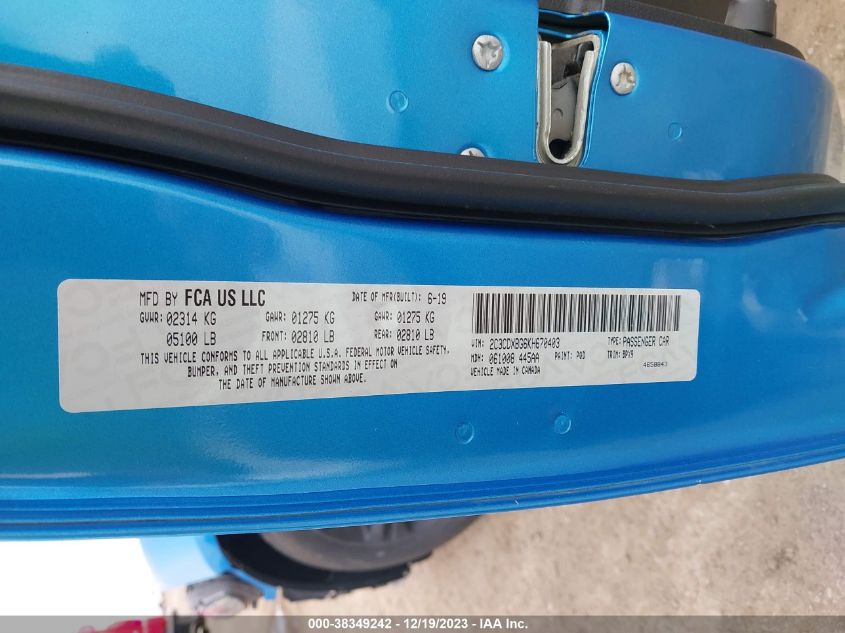 MFD BY FCA US LLC
DATE OF MFR(BUILT): 6-19
GVWR: 02314 KG GAWR: 01275 KG GAWR: 01275 KG
05100 LB FRONT: 02810 LB REAR: 02810 LB
THIS VEHICLE CONFORMS TO ALL APPLICABLE U.S.A. FEDERAL MOTOR VEHICLE SAFETY,
BUMPER, AND THEFT PREVENTION STANDARDS IN EFFECT ON
THE DATE OF MANUFACTURE SHOWN ABOVE.
VIN: 2C3CDXBG8KH670403 TYPE: PASSENGER CAR
MDH: 061008 445AA PAINT: PQD TRIM: BPX9
VEHICLE MADE IN CANADA 4650043
000-38349242 - 12/19/2023 - IAA Inc.